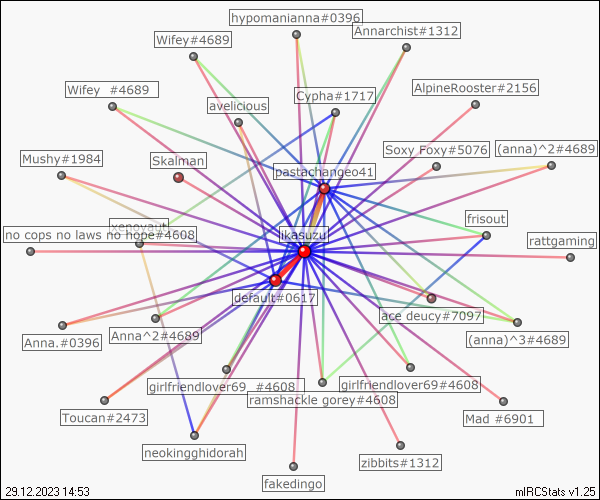 hypomanianna#0396
Annarchist#1312
Wifey#4689
AlpineRooster#2156
Wifey #4689
Cypha#1717
avelicious
Soxy Foxy#5076
(anna)^2#4689
Mushy#1984
Skalman
pastachangeo41
frisout
xenovault
no cops no laws no hope#4608
jikasuzu
rattgaming
default#0617
ace deucy#7097
Anna.#0396
Anna^2#4689
(anna)^3#4689
girlfriendlover69_ #4608
girlfriendlover69#4608
ramshackle gorey#4608
Toucan#2473
Mad #6901
neokingghidorah
zibbits#1312
fakedingo
29.12.2023 14:53
mIRCStats v1.25